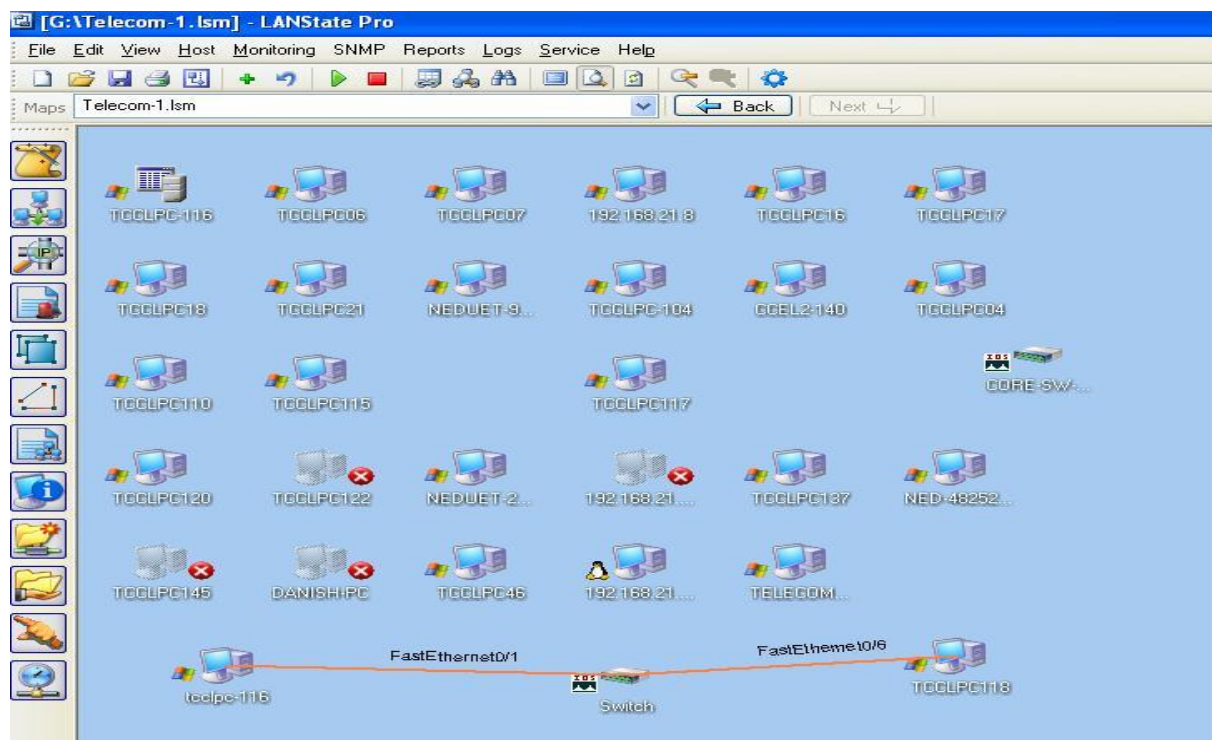 [G:\Telecom-1.lsm] - LANState Pro
File Edit View Host Monitoring SNMP Reports Logs Service Help
Maps Telecom-1.lsm Back Next
IP
TCCLPC-116 TCCLPC06 TCCLPC07 192.168.21.8 TCCLPC16 TCCLPC17
TCCLPC18 TCCLPC21 NEDUET-9... TCCLPC-104 CCEL2-140 TCCLPC04
IOS
CORE-SW-...
TCCLPC110 TCCLPC115 TCCLPC117
TCCLPC120 TCCLPC122 NEDUET-2... 192.168.21.... TCCLPC137 NED-48252...
TCCLPC145 DANISH-PC TCCLPC46 192.168.21.... TELECOM...
FastEthernet0/1 FastEthernet0/6
IOS
tcclpc-116 Switch TCCLPC118